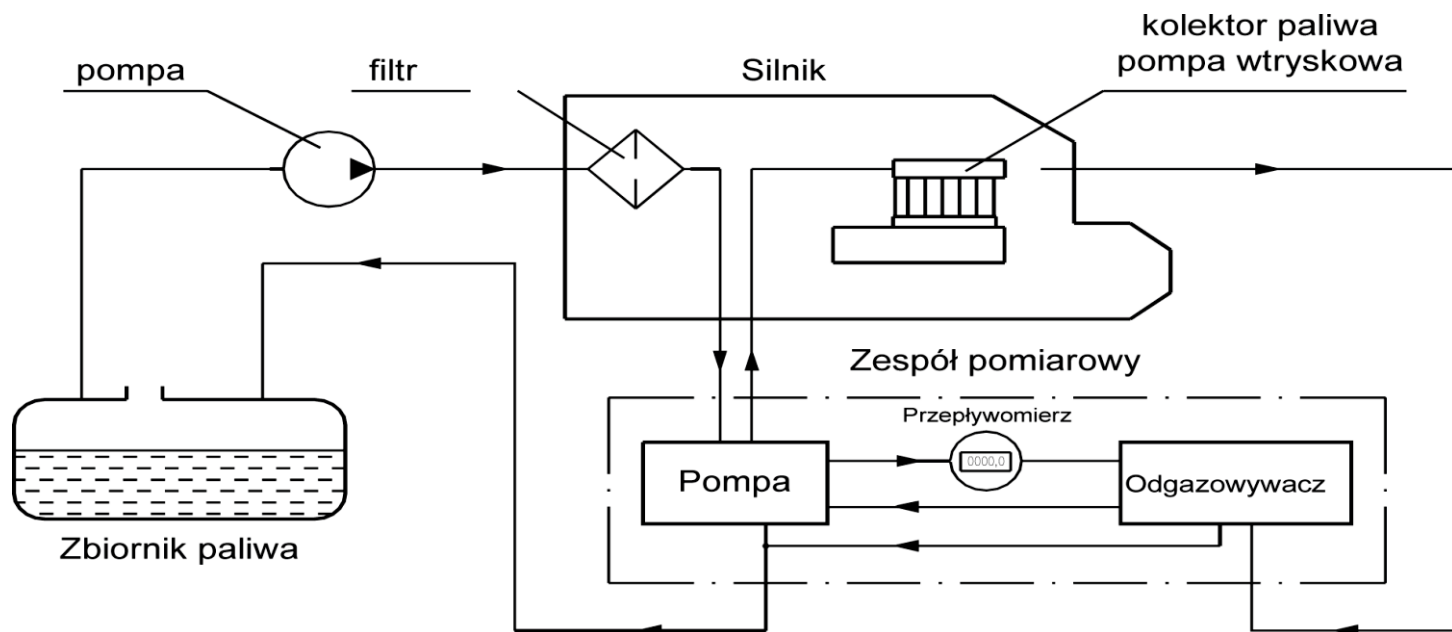 pompa
filtr
Silnik
kolektor paliwa
pompa wtryskowa
Zespół pomiarowy
Przepływomierz
0000,0
Pompa
Odgazowywacz
Zbiornik paliwa